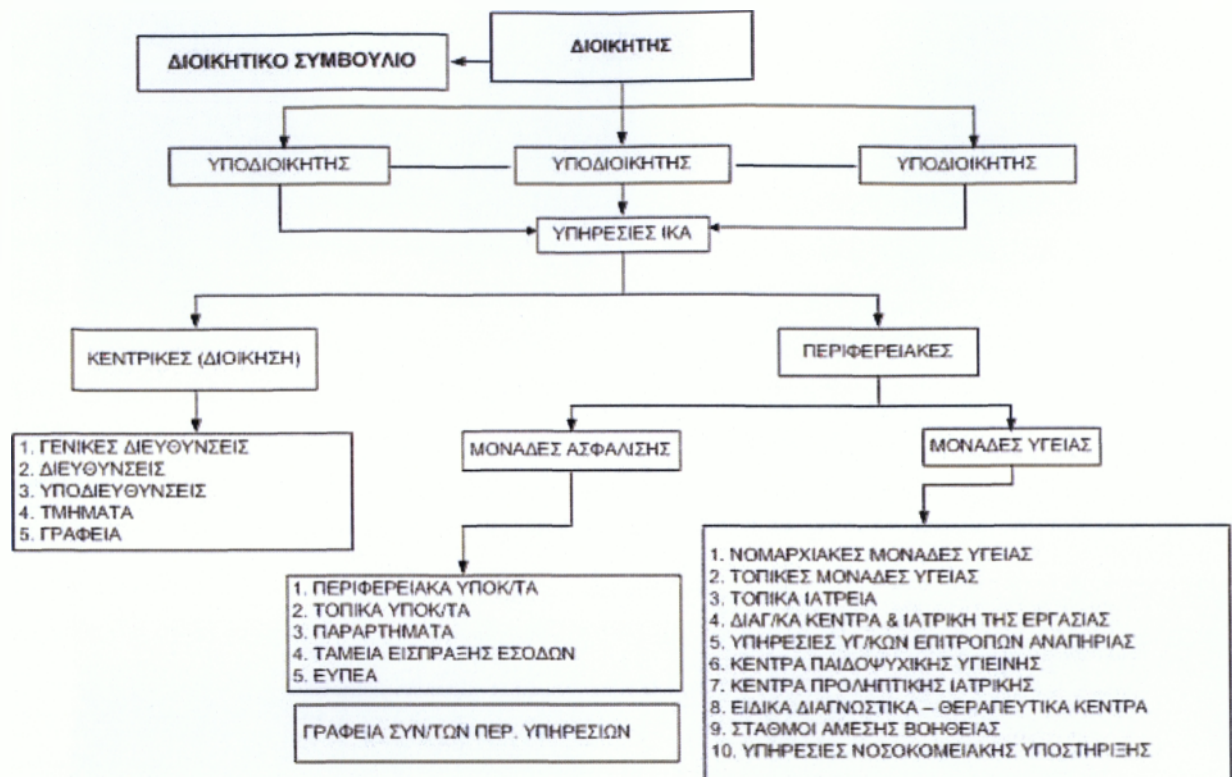 ΔΙΟΙΚΗΤΗΣ
ΔΙΟΙΚΗΤΙΚΟ ΣΥΜΒΟΥΛΙΟ
ΥΠΟΔΙΟΙΚΗΤΗΣ
ΥΠΟΔΙΟΙΚΗΤΗΣ
ΥΠΟΔΙΟΙΚΗΤΗΣ
ΥΠΗΡΕΣΙΕΣ ΙΚΑ
ΚΕΝΤΡΙΚΕΣ (ΔΙΟΙΚΗΣΗ)
ΠΕΡΙΦΕΡΕΙΑΚΕΣ
1. ΓΕΝΙΚΕΣ ΔΙΕΥΘΥΝΣΕΙΣ
2. ΔΙΕΥΘΥΝΣΕΙΣ
3. ΥΠΟΔΙΕΥΘΥΝΣΕΙΣ
4. ΤΜΗΜΑΤΑ
5. ΓΡΑΦΕΙΑ
ΜΟΝΑΔΕΣ ΑΣΦΑΛΙΣΗΣ
ΜΟΝΑΔΕΣ ΥΓΕΙΑΣ
1. ΠΕΡΙΦΕΡΕΙΑΚΑ ΥΠΟΚ/ΤΑ
2. ΤΟΠΙΚΑ ΥΠΟΚ/ΤΑ
3. ΠΑΡΑΡΤΗΜΑΤΑ
4. ΤΑΜΕΙΑ ΕΙΣΠΡΑΞΗΣ ΕΣΟΔΩΝ
5. ΕΥΠΕΑ
ΓΡΑΦΕΙΑ ΣΥΝ/ΤΩΝ ΠΕΡ. ΥΠΗΡΕΣΙΩΝ
1. ΝΟΜΑΡΧΙΑΚΕΣ ΜΟΝΑΔΕΣ ΥΓΕΙΑΣ
2. ΤΟΠΙΚΕΣ ΜΟΝΑΔΕΣ ΥΓΕΙΑΣ
3. ΤΟΠΙΚΑ ΙΑΤΡΕΙΑ
4. ΔΙΑΓ/ΚΑ ΚΕΝΤΡΑ & ΙΑΤΡΙΚΗ ΤΗΣ ΕΡΓΑΣΙΑΣ
5. ΥΠΗΡΕΣΙΕΣ ΥΓ/ΚΩΝ ΕΠΙΤΡΟΠΩΝ ΑΝΑΠΗΡΙΑΣ
6. ΚΕΝΤΡΑ ΠΑΙΔΟΨΥΧΙΚΗΣ ΥΓΙΕΙΝΗΣ
7. ΚΕΝΤΡΑ ΠΡΟΛΗΠΤΙΚΗΣ ΙΑΤΡΙΚΗΣ
8. ΕΙΔΙΚΑ ΔΙΑΓΝΩΣΤΙΚΑ – ΘΕΡΑΠΕΥΤΙΚΑ ΚΕΝΤΡΑ
9. ΣΤΑΘΜΟΙ ΑΜΕΣΗΣ ΒΟΗΘΕΙΑΣ
10. ΥΠΗΡΕΣΙΕΣ ΝΟΣΟΚΟΜΕΙΑΚΗΣ ΥΠΟΣΤΗΡΙΞΗΣ